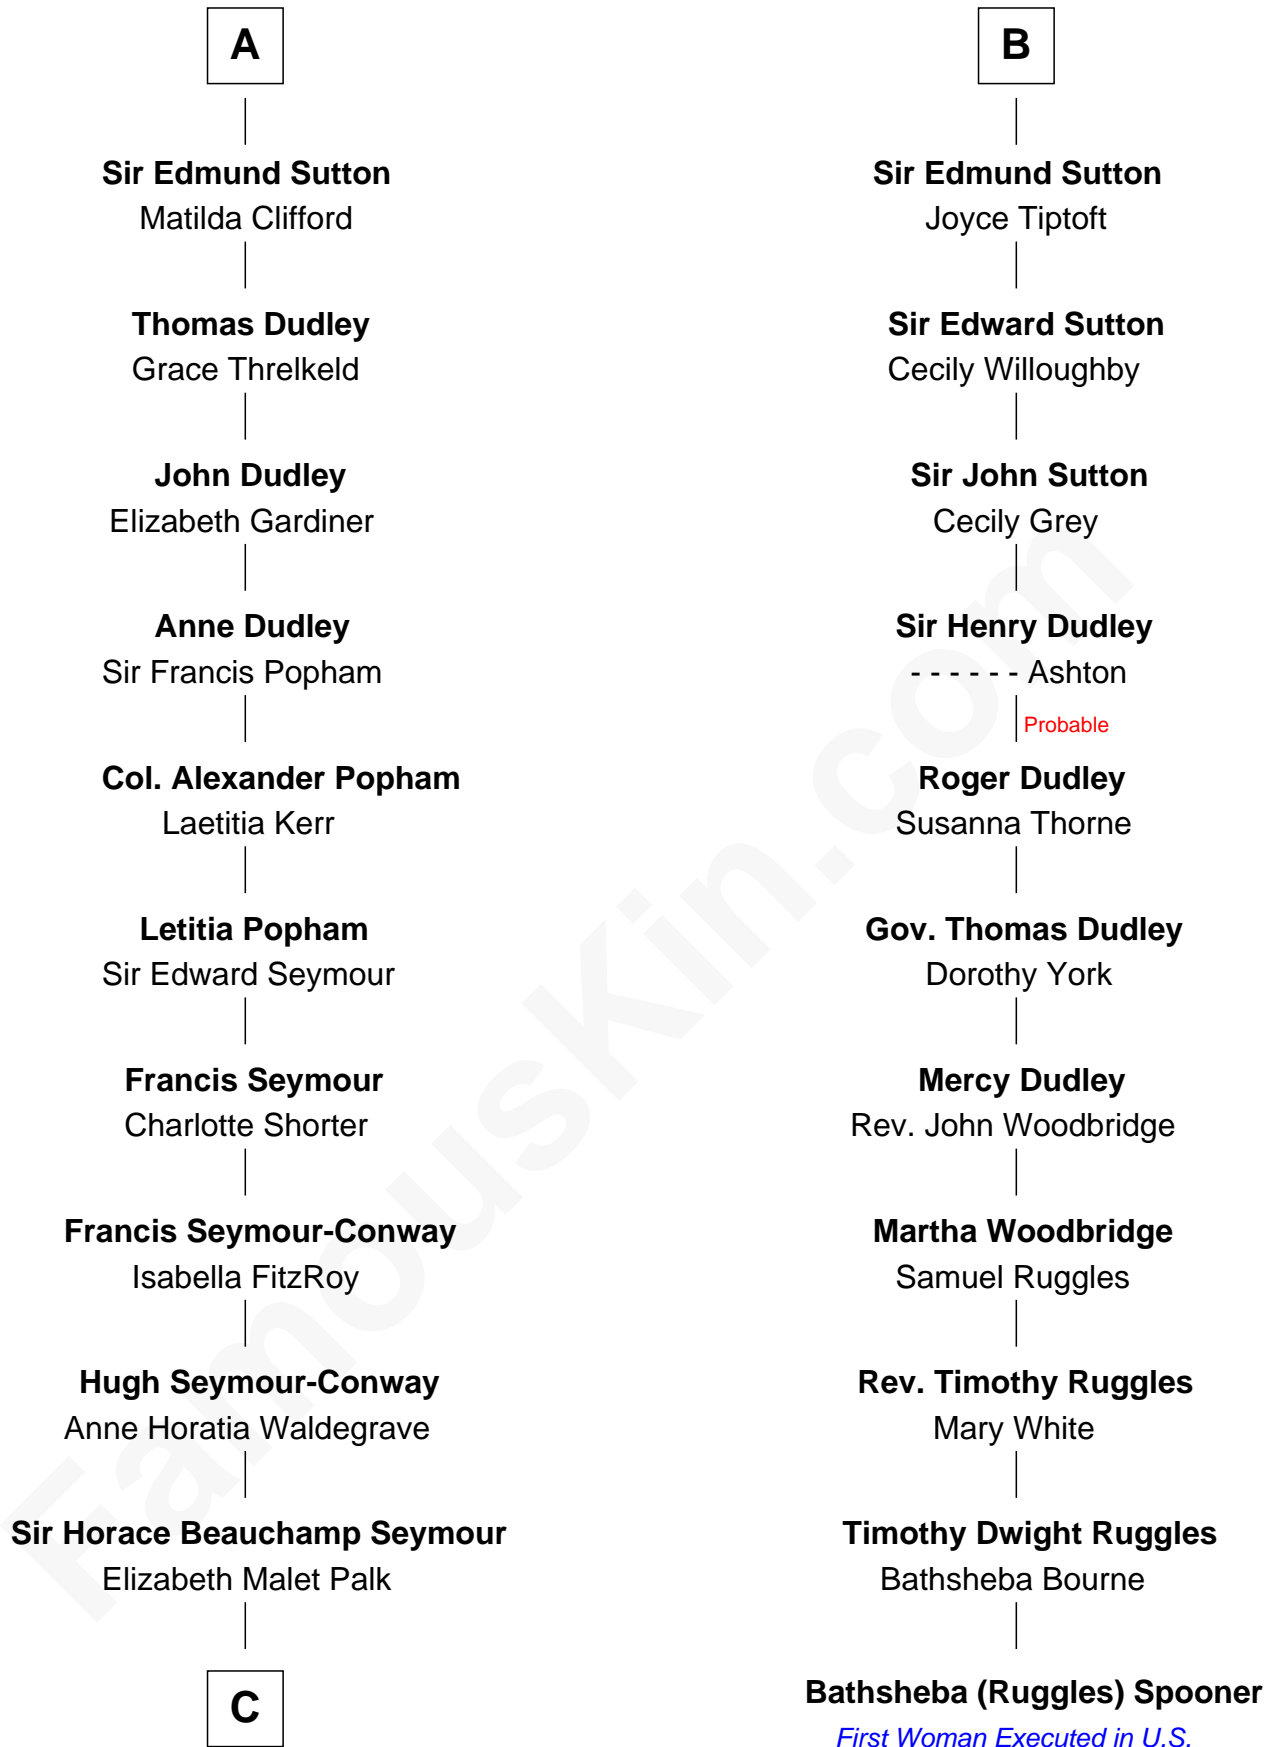 A
Sir Edmund Sutton
Matilda Clifford
Thomas Dudley
Grace Threlkeld
John Dudley
Elizabeth Gardiner
Anne Dudley
Sir Francis Popham
Col. Alexander Popham
Laetitia Kerr
Letitia Popham
Sir Edward Seymour
Francis Seymour
Charlotte Shorter
Francis Seymour-Conway
Isabella FitzRoy
Hugh Seymour-Conway
Anne Horatia Waldegrave
Sir Horace Beauchamp Seymour
Elizabeth Malet Palk
C
B
Sir Edmund Sutton
Joyce Tiptoft
Sir Edward Sutton
Cecily Willoughby
Sir John Sutton
Cecily Grey
Sir Henry Dudley
- - - - - - Ashton
Probable
Roger Dudley
Susanna Thorne
Gov. Thomas Dudley
Dorothy York
Mercy Dudley
Rev. John Woodbridge
Martha Woodbridge
Samuel Ruggles
Rev. Timothy Ruggles
Mary White
Timothy Dwight Ruggles
Bathsheba Bourne
Bathsheba (Ruggles) Spooner
First Woman Executed in U.S.
FamousKin.com